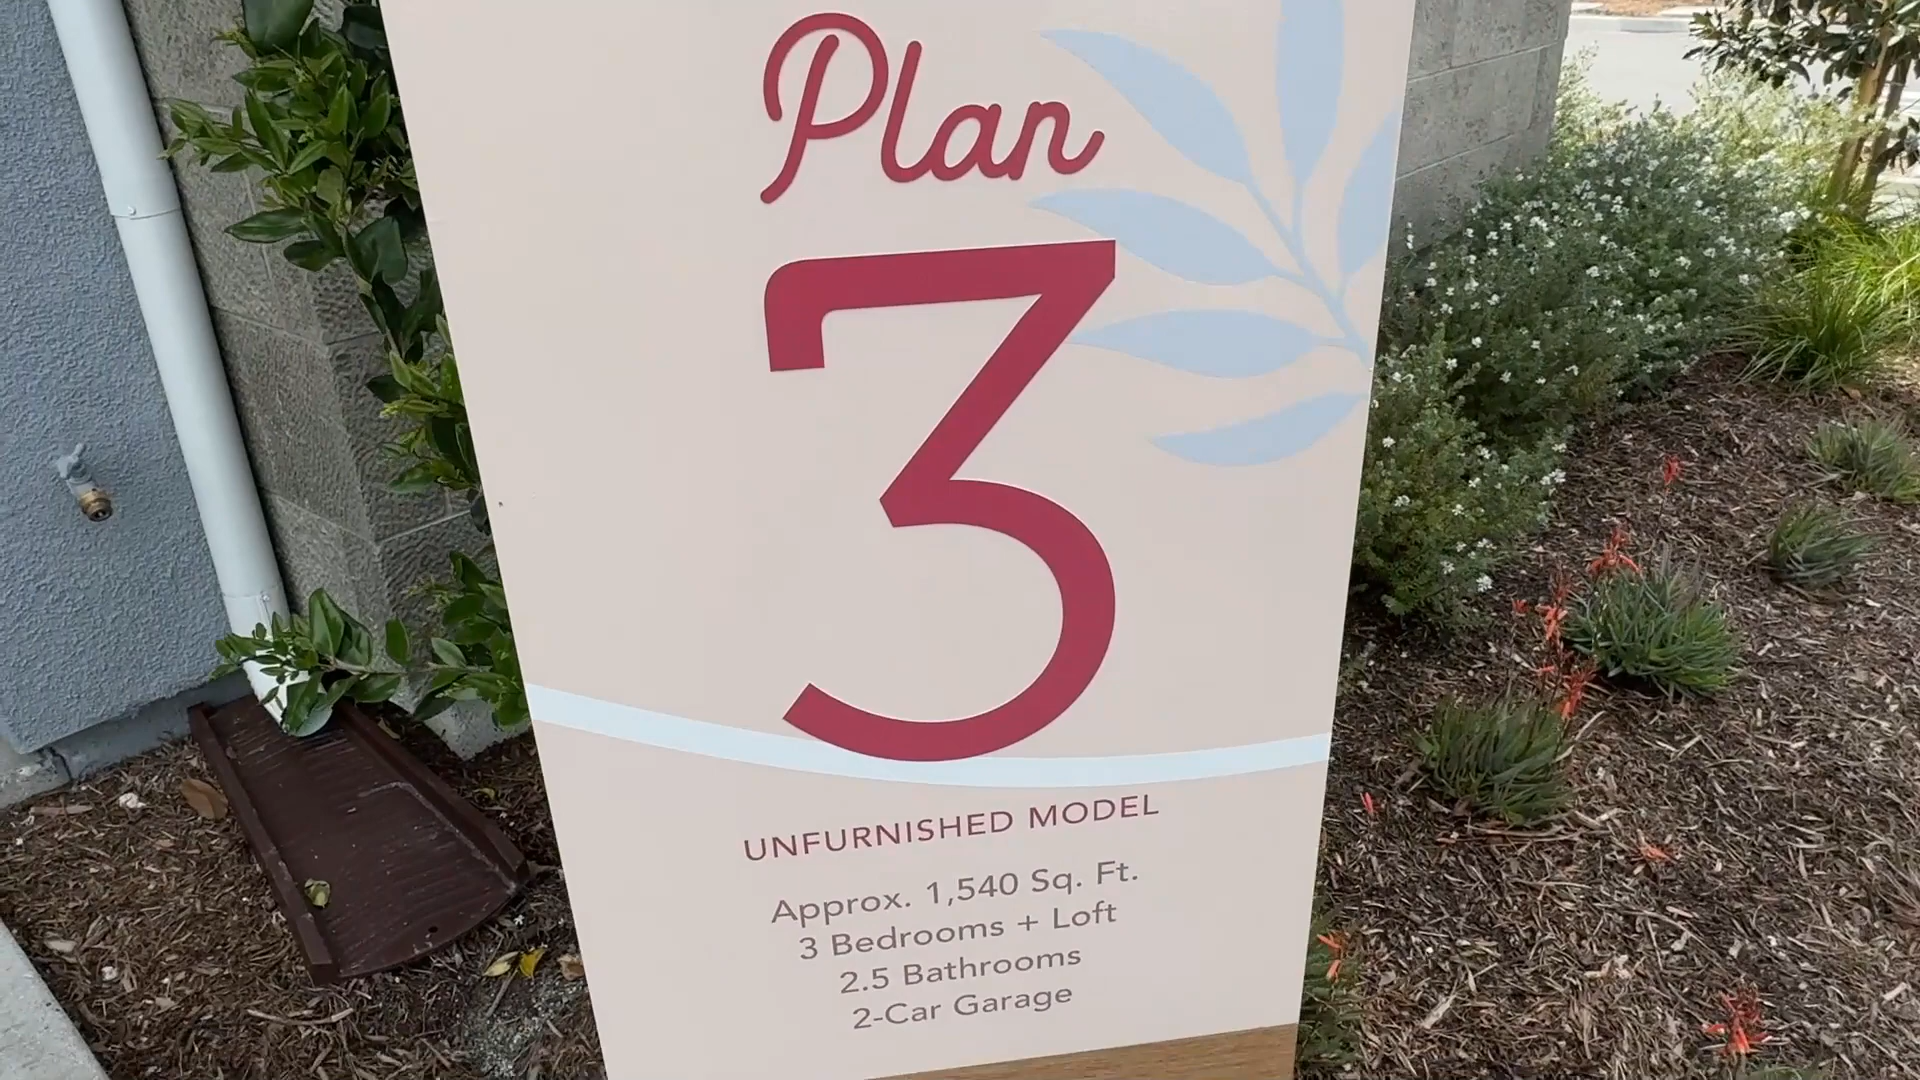 Plan
3
UNFURNISHED MODEL
Approx. 1,540 Sq. Ft.
3 Bedrooms + Loft
2.5 Bathrooms
2-Car Garage